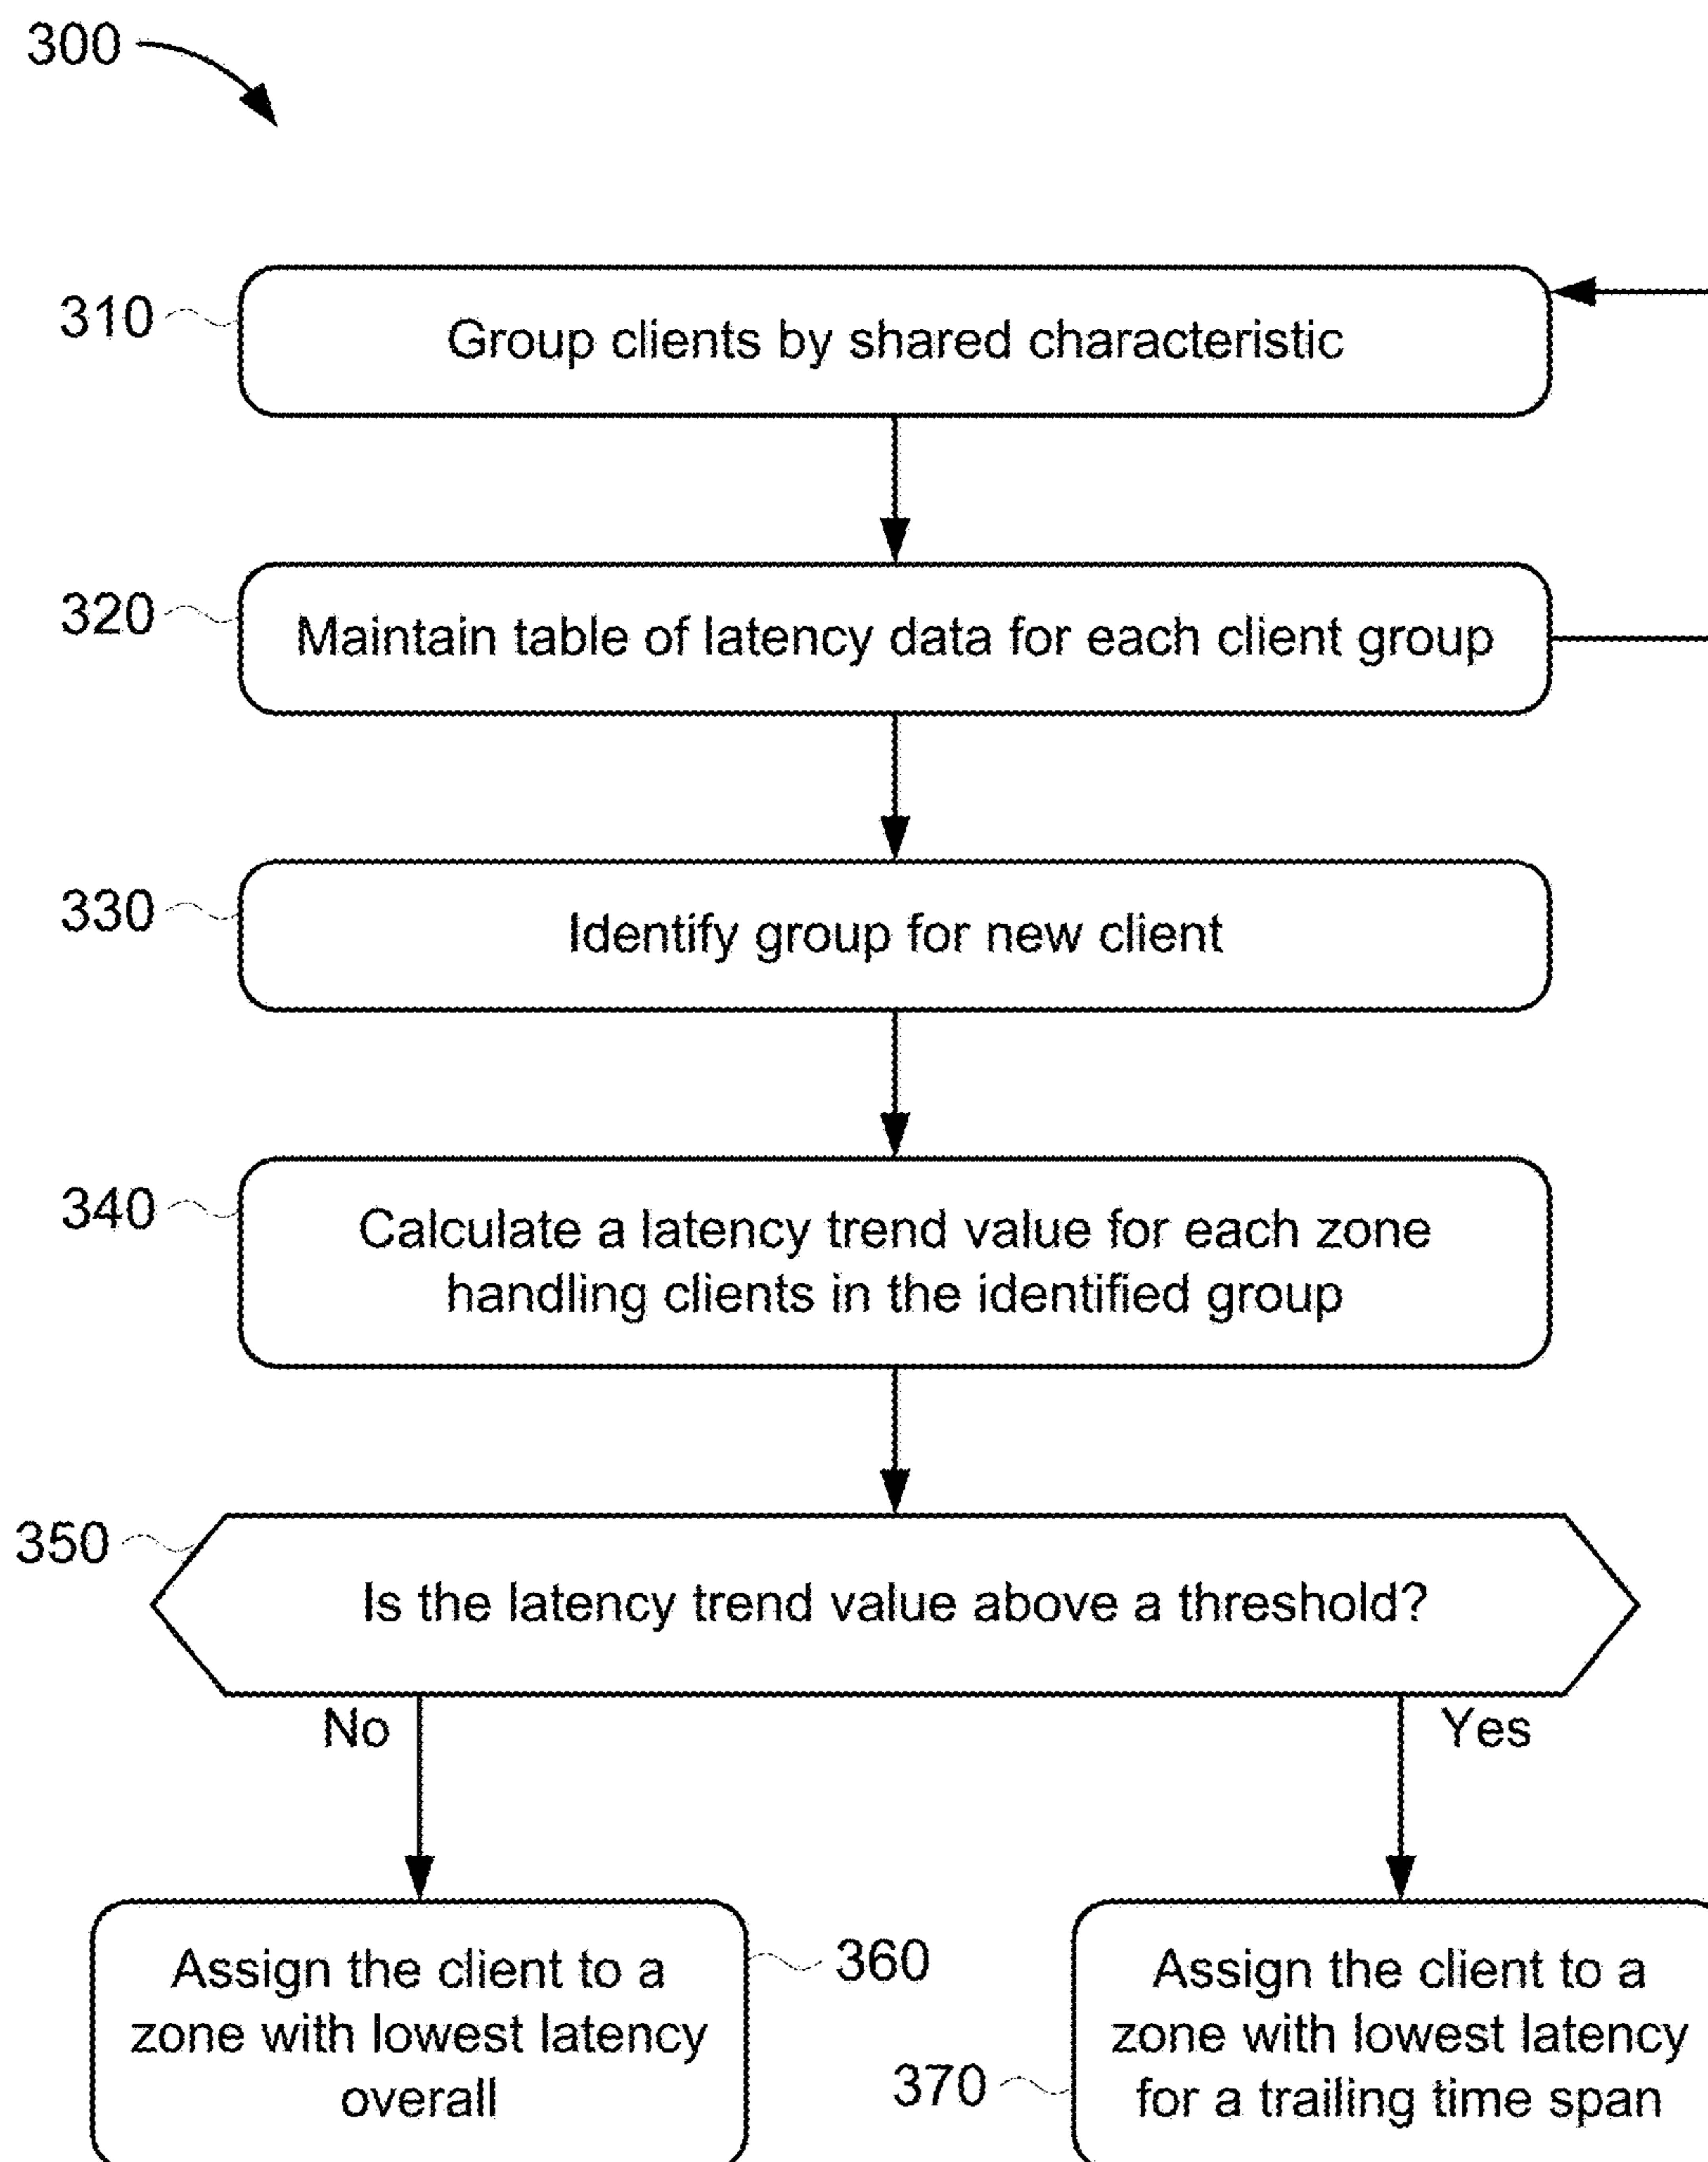 300
310
Group clients by shared characteristic
320
Maintain table of latency data for each client group
330
Identify group for new client
340
Calculate a latency trend value for each zone
handling clients in the identified group
350
Is the latency trend value above a threshold?
No
Yes
Assign the client to a
zone with lowest latency
overall
360
Assign the client to a
zone with lowest latency
for a trailing time span
370